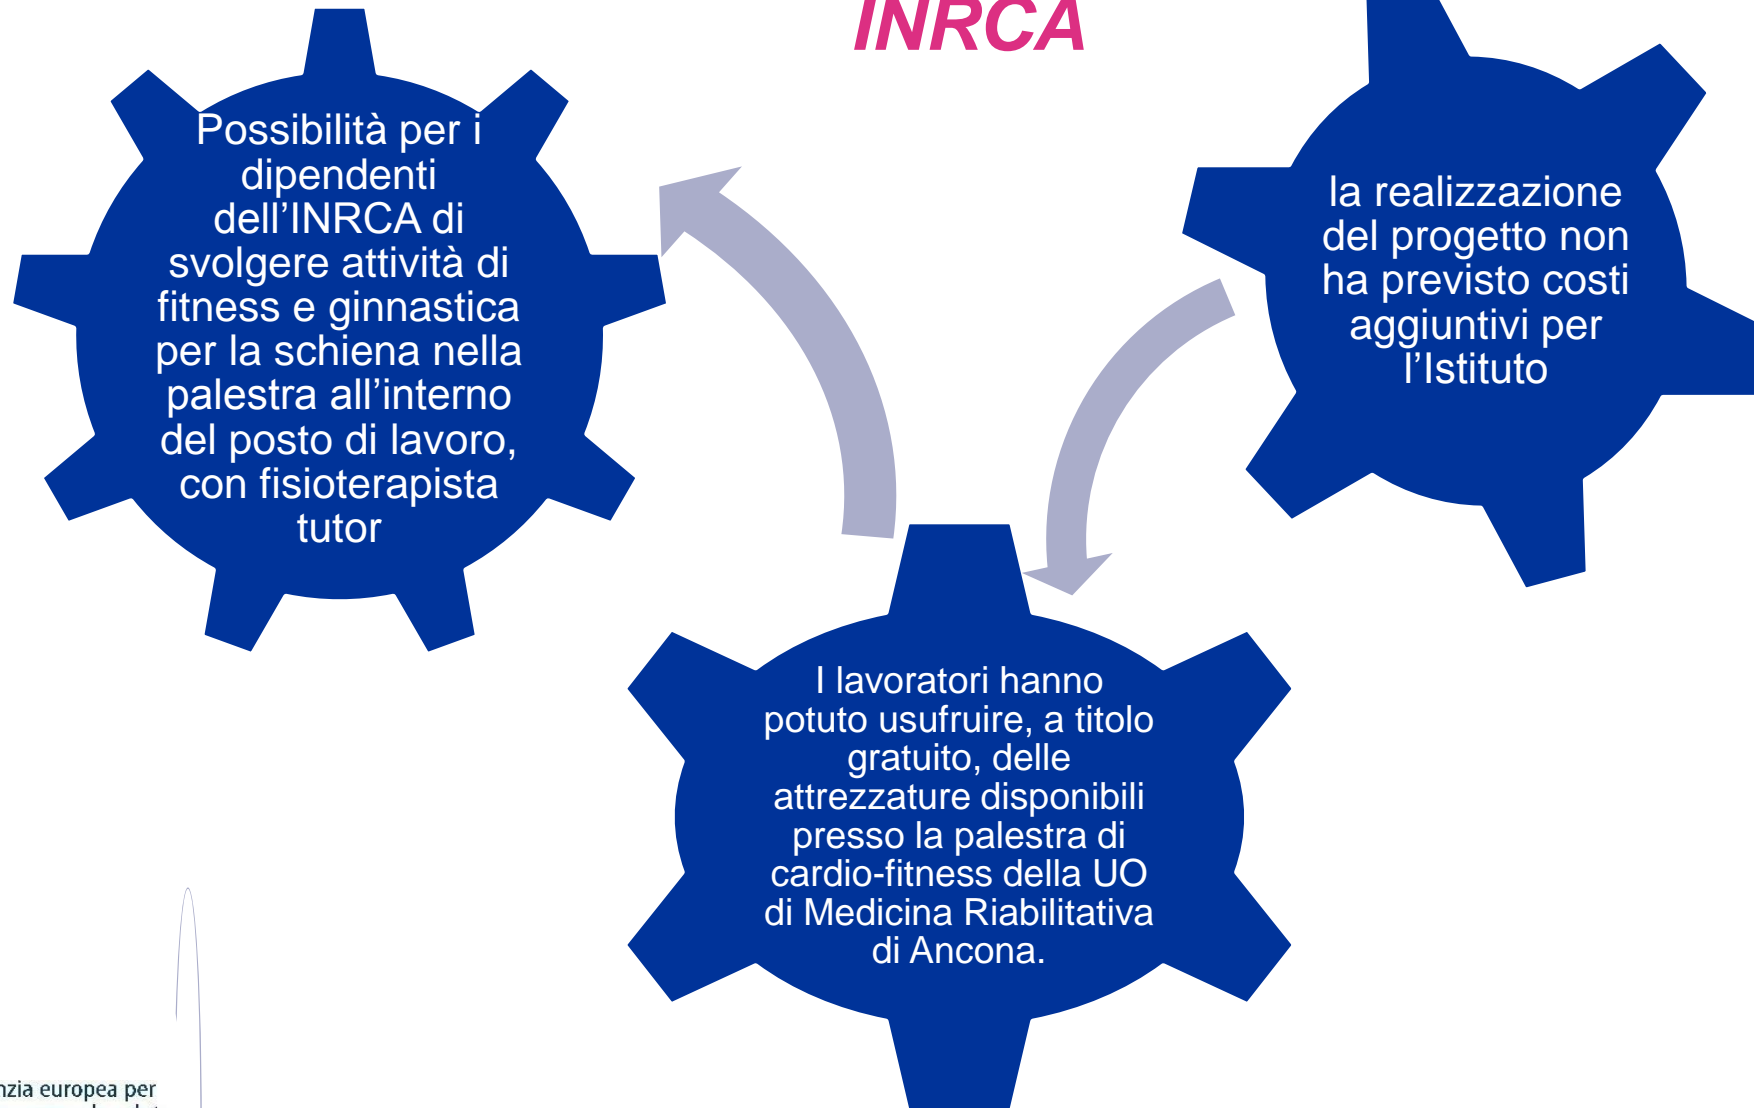 INRCA
Possibilità per i
dipendenti
dell’INRCA di
svolgere attività di
fitness e ginnastica
per la schiena nella
palestra all’interno
del posto di lavoro,
con fisioterapista
tutor
la realizzazione
del progetto non
ha previsto costi
aggiuntivi per
l’Istituto
I lavoratori hanno
potuto usufruire, a titolo
gratuito, delle
attrezzature disponibili
presso la palestra di
cardio-fitness della UO
di Medicina Riabilitativa
di Ancona.
nzia europea per